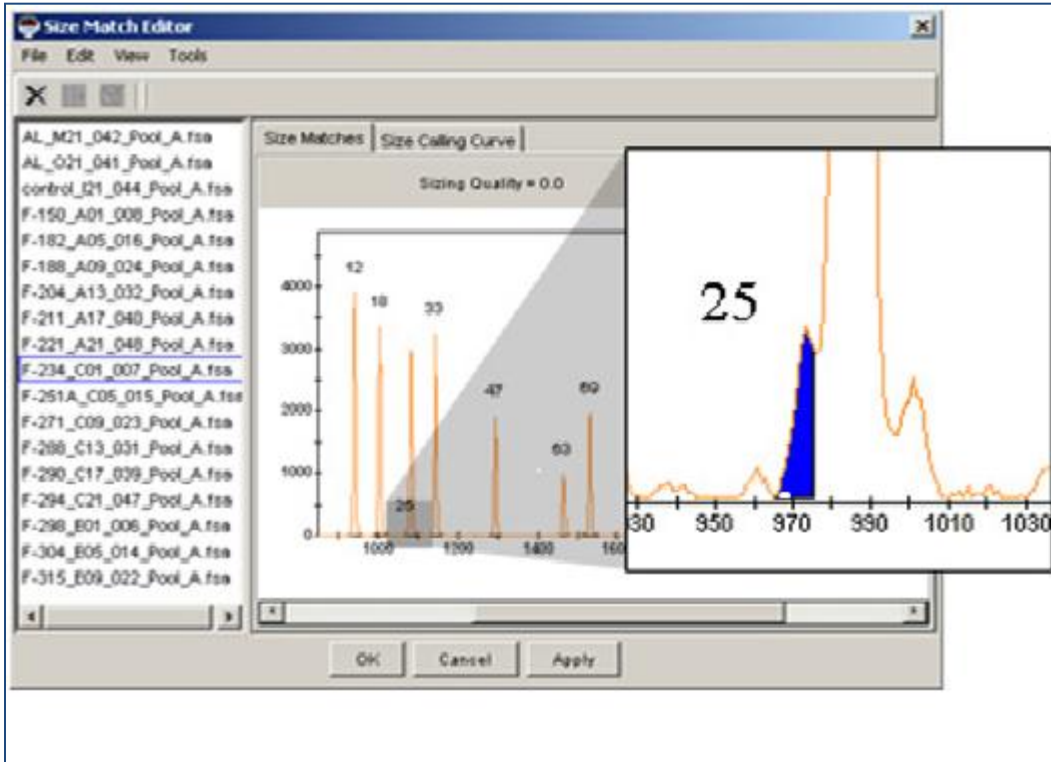 Size Match Editor
File Edit View Tools
AL_M21_042_Pool_A.fsa
AL_O21_041_Pool_A.fsa
control_I21_044_Pool_A.fsa
F-150_A01_008_Pool_A.fsa
F-182_A05_016_Pool_A.fsa
F-188_A09_024_Pool_A.fsa
F-204_A13_032_Pool_A.fsa
F-211_A17_040_Pool_A.fsa
F-221_A21_048_Pool_A.fsa
F-234_C01_007_Pool_A.fsa
F-251A_C05_015_Pool_A.fsa
F-271_C09_023_Pool_A.fsa
F-288_C13_031_Pool_A.fsa
F-290_C17_039_Pool_A.fsa
F-294_C21_047_Pool_A.fsa
F-298_E01_006_Pool_A.fsa
F-304_E05_014_Pool_A.fsa
F-315_E09_022_Pool_A.fsa
Size Matches Size Calling Curve
Sizing Quality = 0.0
12
18
33
47
63
69
25
4000
3000
2000
1000
0
1000 1200 1400
25
950 970 990 1010 1030
OK Cancel Apply